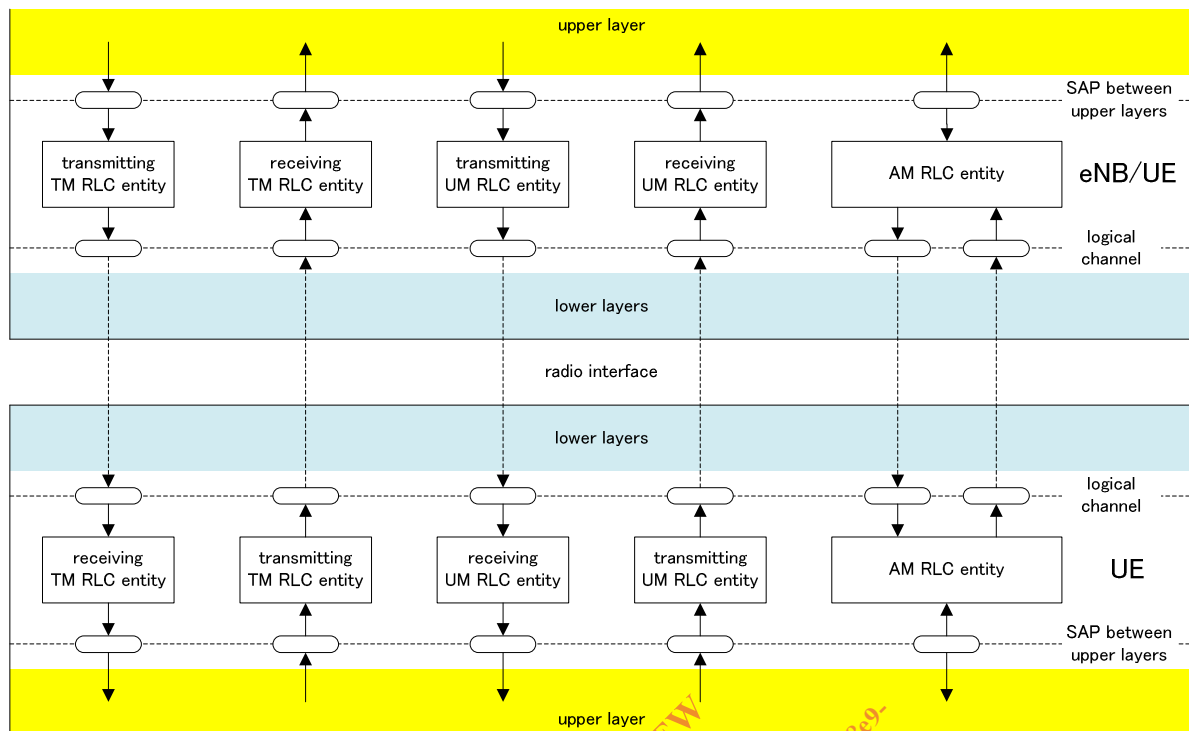 upper layer
SAP between
upper layers
transmitting
TM RLC entity
receiving
TM RLC entity
transmitting
UM RLC entity
receiving
UM RLC entity
AM RLC entity
eNB/UE
logical
channel
lower layers
radio interface
lower layers
logical
channel
receiving
TM RLC entity
transmitting
TM RLC entity
receiving
UM RLC entity
transmitting
UM RLC entity
AM RLC entity
UE
SAP between
upper layers
upper layer